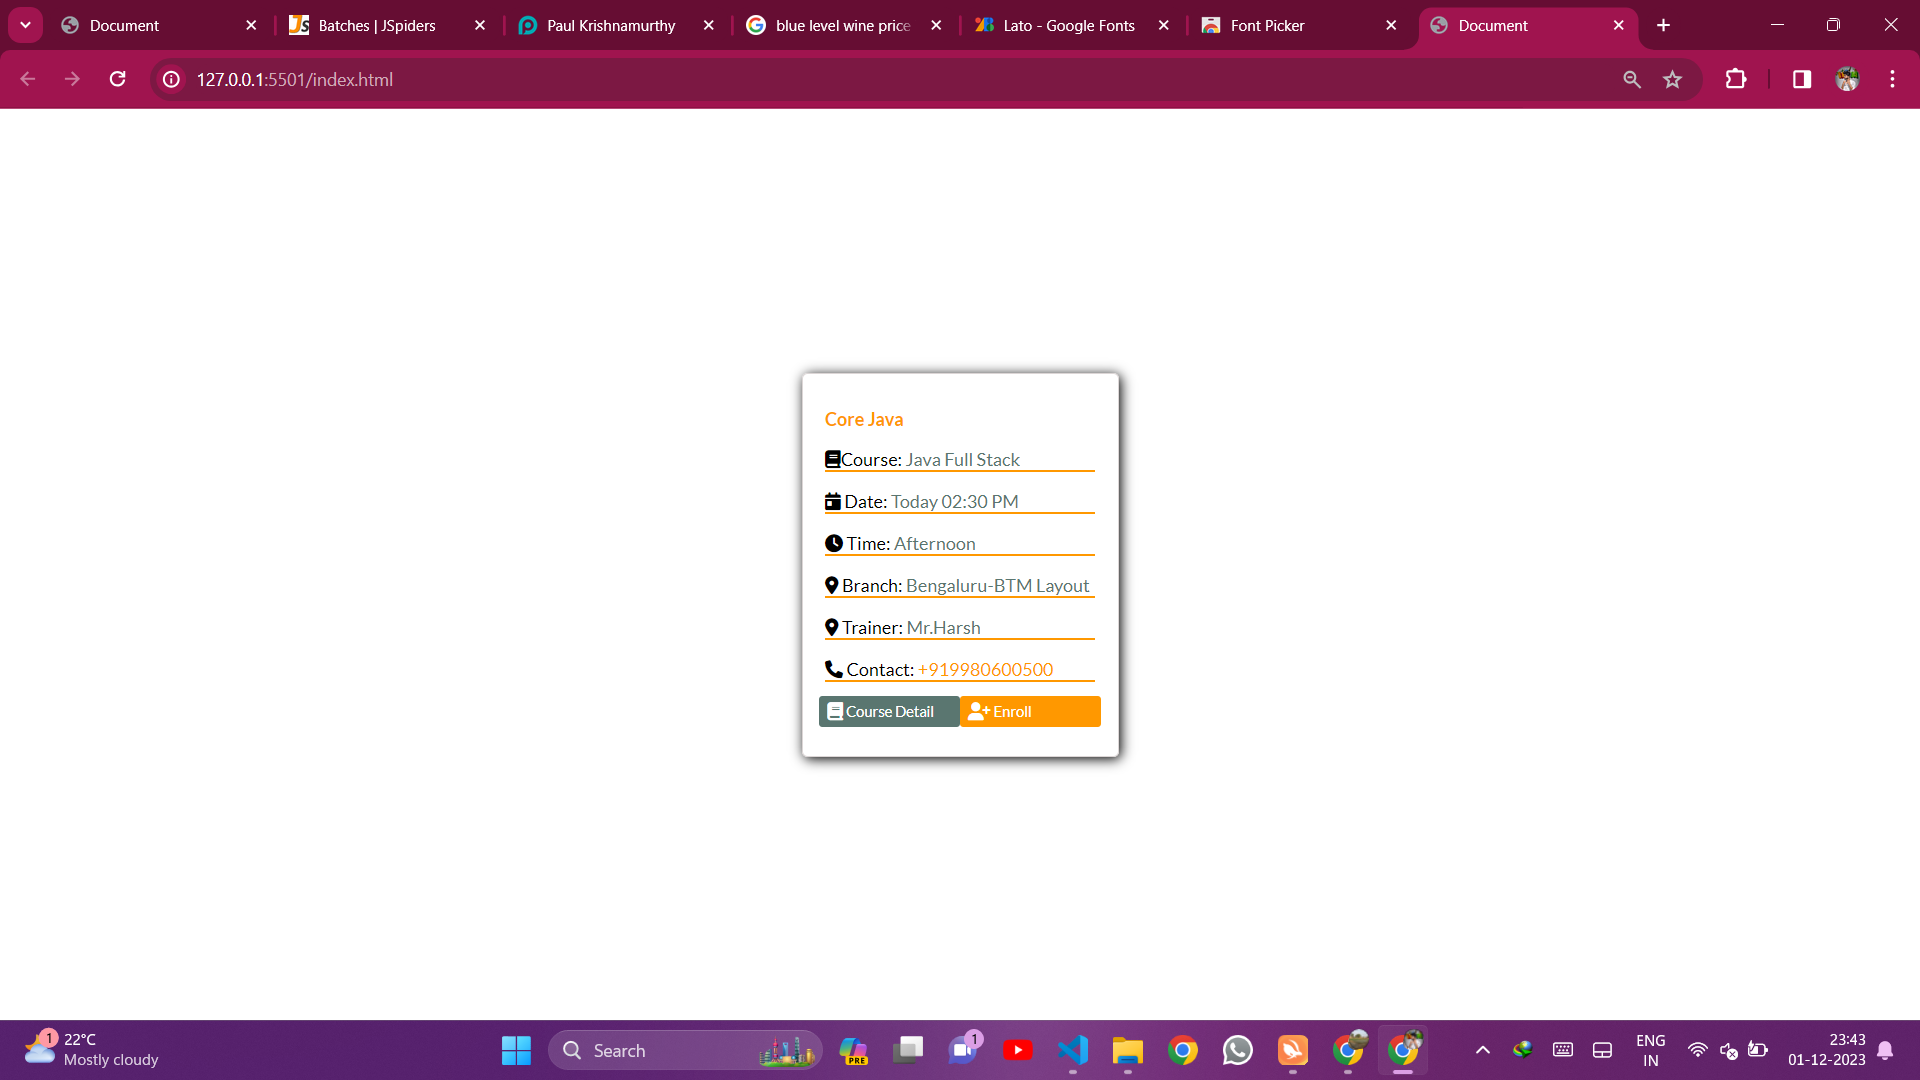 Document
Batches | JSpiders
Paul Krishnamurthy
blue level wine price
Lato - Google Fonts
Font Picker
Document
127.0.0.1:5501/index.html
Core Java
Course: Java Full Stack
Date: Today 02:30 PM
Time: Afternoon
Branch: Bengaluru-BTM Layout
Trainer: Mr.Harsh
Contact: +919980600500
Course Detail Enroll
1
22°C
Mostly cloudy
Search
PRE
1
ENG
IN
23:43
01-12-2023